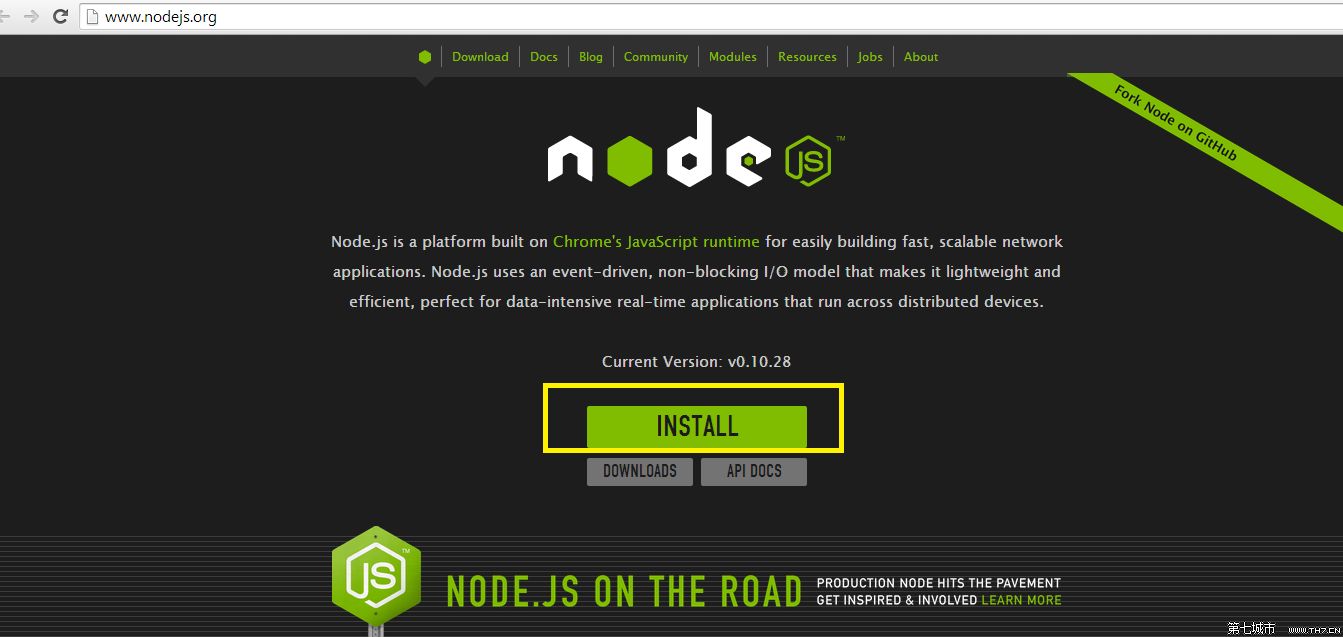 www.nodejs.org
Download Docs Blog Community Modules Resources Jobs About
Fork Node on GitHub
node JS™
Node.js is a platform built on Chrome's JavaScript runtime for easily building fast, scalable network
applications. Node.js uses an event-driven, non-blocking I/O model that makes it lightweight and
efficient, perfect for data-intensive real-time applications that run across distributed devices.
Current Version: v0.10.28
INSTALL
DOWNLOADS API DOCS
JS™
NODE.JS ON THE ROAD
PRODUCTION NODE HITS THE PAVEMENT
GET INSPIRED & INVOLVED LEARN MORE
第七城市 WWW.TH7.CN